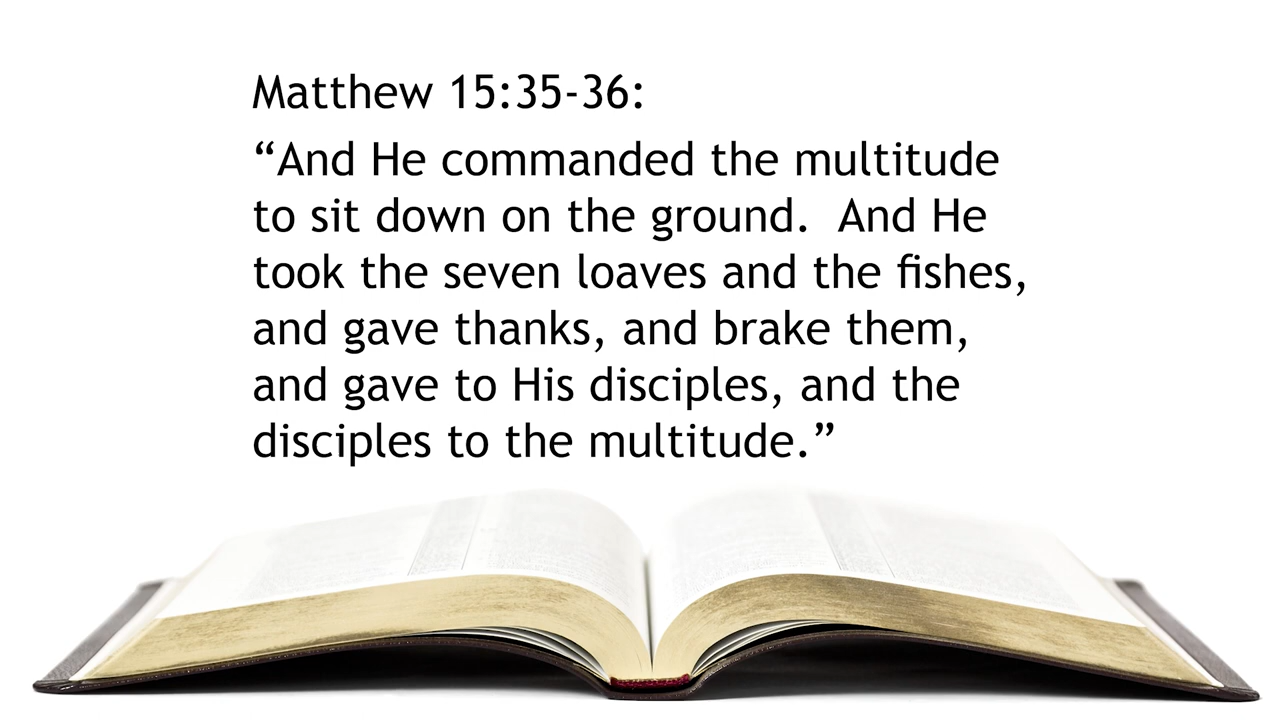 Matthew 15:35-36:
“And He commanded the multitude
to sit down on the ground.  And He
took the seven loaves and the fishes,
and gave thanks, and brake them,
and gave to His disciples, and the
disciples to the multitude.”